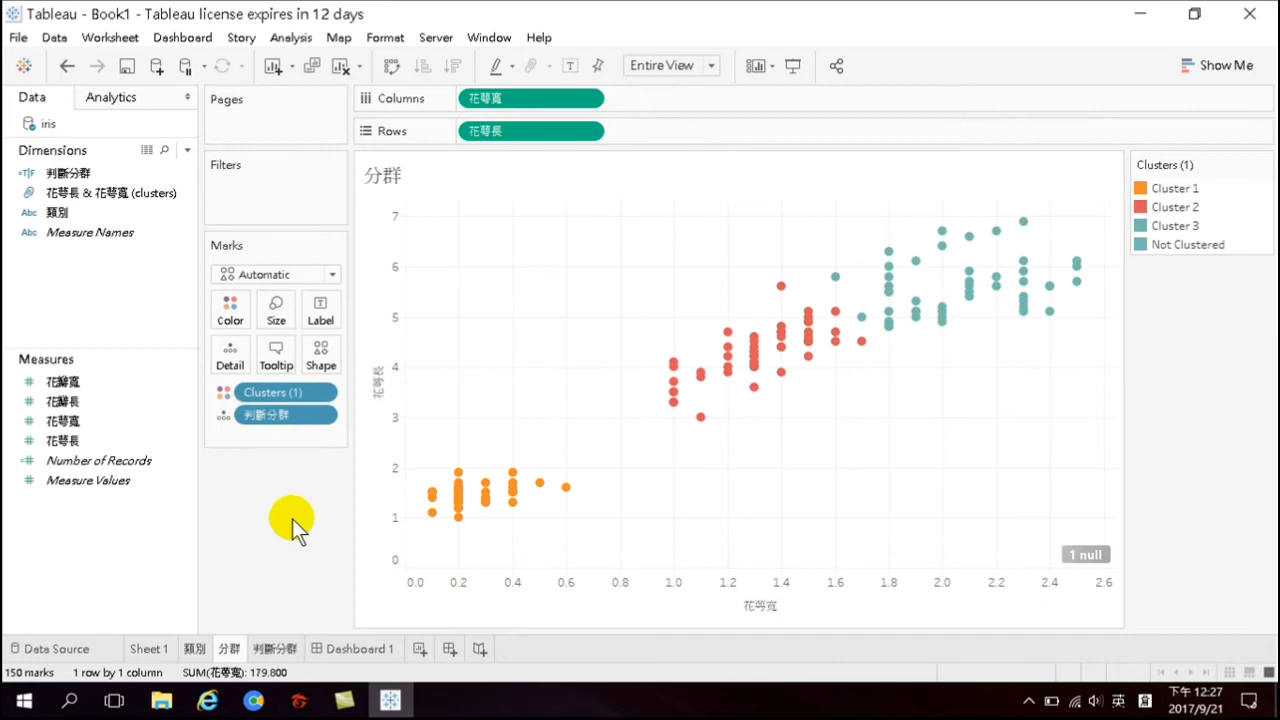 Tableau - Book1 - Tableau license expires in 12 days
File Data Worksheet Dashboard Story Analysis Map Format Server Window Help
Entire View
Show Me
Data Analytics
iris
Dimensions
=T|F 判斷分群
花萼長 & 花萼寬 (clusters)
Abc 類別
Abc Measure Names
Measures
# 花瓣寬
# 花瓣長
# 花萼寬
# 花萼長
=# Number of Records
# Measure Values
Pages
Filters
Marks
Automatic
Color Size Label
Detail Tooltip Shape
Clusters (1)
判斷分群
Columns 花萼寬
Rows 花萼長
分群
7
6
5
4
3
2
1
0
花萼長
0.0 0.2 0.4 0.6 0.8 1.0 1.2 1.4 1.6 1.8 2.0 2.2 2.4 2.6
花萼寬
1 null
Clusters (1)
Cluster 1
Cluster 2
Cluster 3
Not Clustered
Data Source Sheet 1 類別 分群 判斷分群 Dashboard 1
150 marks 1 row by 1 column SUM(花萼寬): 179.800
英
下午 12:27
2017/9/21